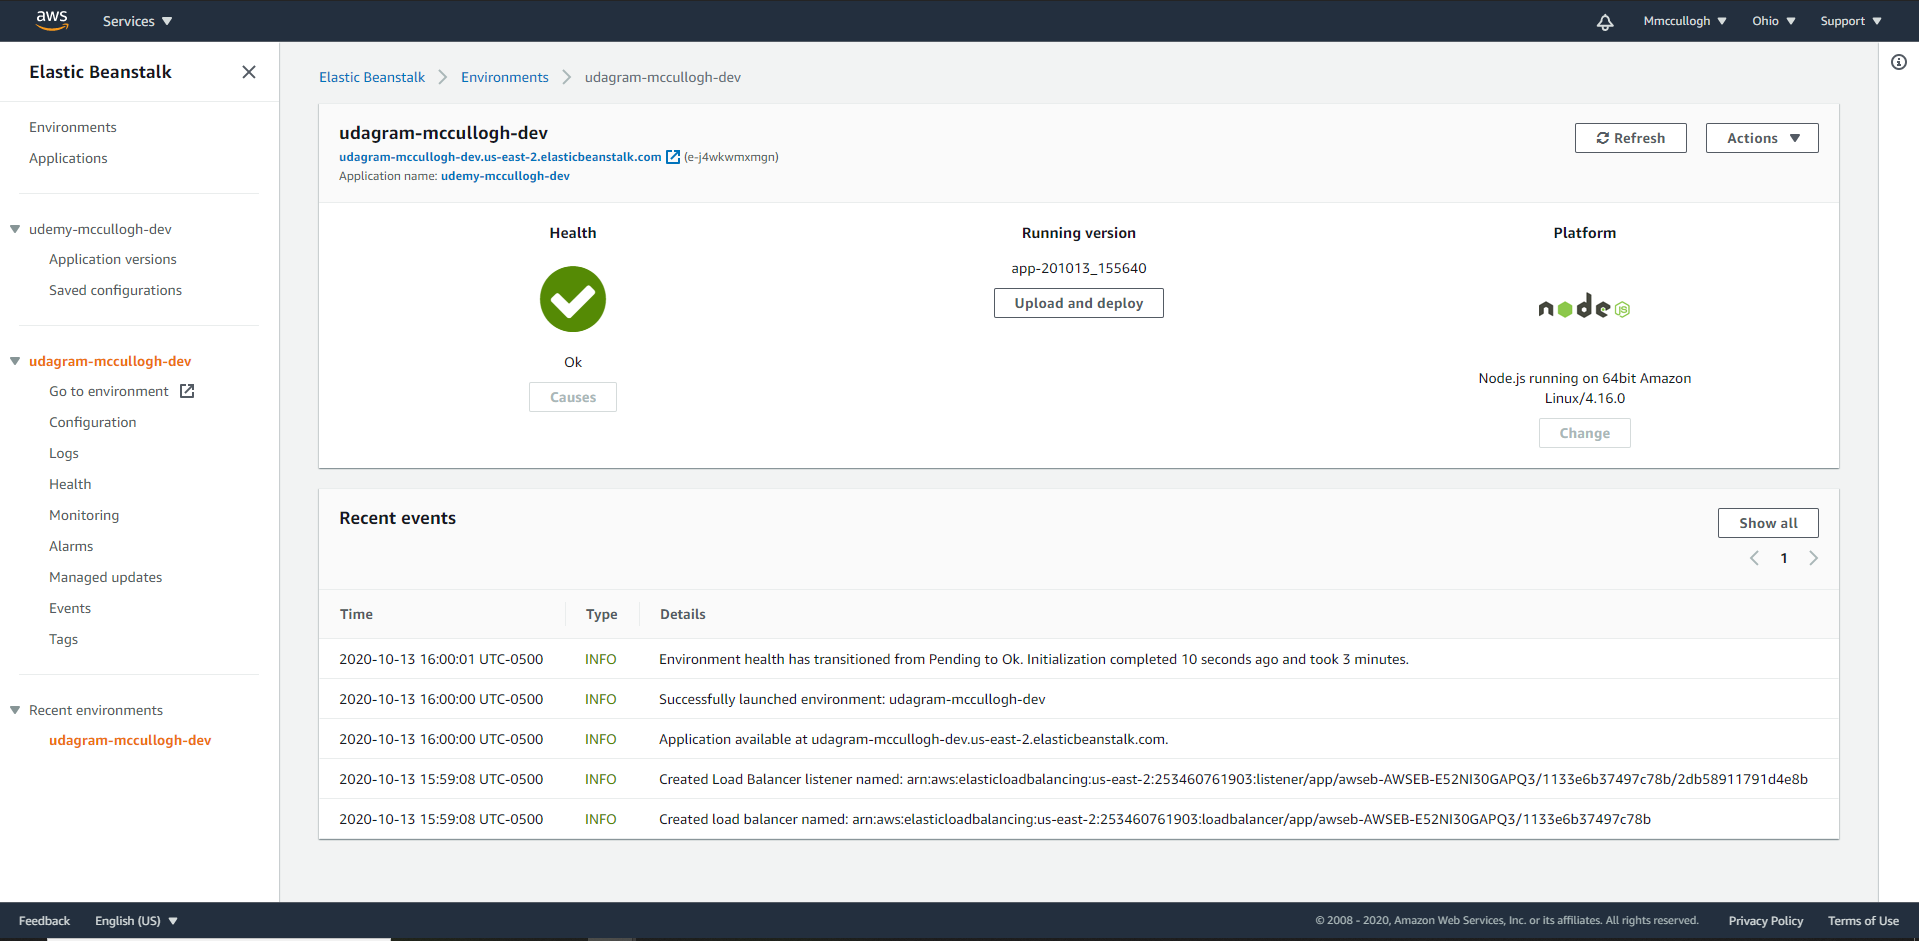 aws
Services
Mmccullogh
Ohio
Support
Elastic Beanstalk
Environments
Applications
udemy-mccullogh-dev
Application versions
Saved configurations
udagram-mccullogh-dev
Go to environment
Configuration
Logs
Health
Monitoring
Alarms
Managed updates
Events
Tags
Recent environments
udagram-mccullogh-dev
Elastic Beanstalk > Environments > udagram-mccullogh-dev
udagram-mccullogh-dev
udagram-mccullogh-dev.us-east-2.elasticbeanstalk.com (e-j4wkwmxmgn)
Application name: udemy-mccullogh-dev
Refresh
Actions
Health
Ok
Causes
Running version
app-201013_155640
Upload and deploy
Platform
node JS
Node.js running on 64bit Amazon
Linux/4.16.0
Change
Recent events
Show all
1
Time Type Details
2020-10-13 16:00:01 UTC-0500 INFO Environment health has transitioned from Pending to Ok. Initialization completed 10 seconds ago and took 3 minutes.
2020-10-13 16:00:00 UTC-0500 INFO Successfully launched environment: udagram-mccullogh-dev
2020-10-13 16:00:00 UTC-0500 INFO Application available at udagram-mccullogh-dev.us-east-2.elasticbeanstalk.com.
2020-10-13 15:59:08 UTC-0500 INFO Created Load Balancer listener named: arn:aws:elasticloadbalancing:us-east-2:253460761903:listener/app/awseb-AWSEB-E52NI30GAPQ3/1133e6b37497c78b/2db58911791d4e8b
2020-10-13 15:59:08 UTC-0500 INFO Created load balancer named: arn:aws:elasticloadbalancing:us-east-2:253460761903:loadbalancer/app/awseb-AWSEB-E52NI30GAPQ3/1133e6b37497c78b
Feedback
English (US)
© 2008 - 2020, Amazon Web Services, Inc. or its affiliates. All rights reserved.
Privacy Policy
Terms of Use